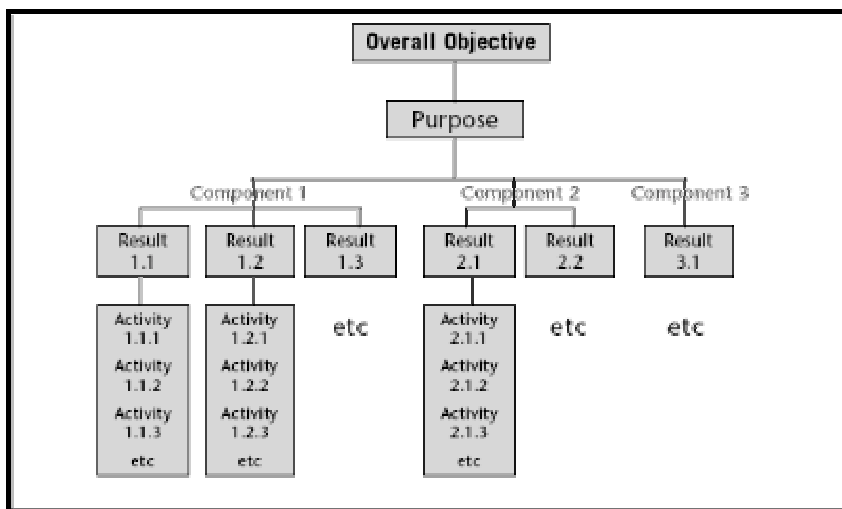 Overall Objective
Purpose
Component 1
Component 2
Component 3
Result
1.1
Result
1.2
Result
1.3
Result
2.1
Result
2.2
Result
3.1
Activity
1.1.1
Activity
1.1.2
Activity
1.1.3
etc
Activity
1.2.1
Activity
1.2.2
Activity
1.2.3
etc
etc
Activity
2.1.1
Activity
2.1.2
Activity
2.1.3
etc
etc
etc